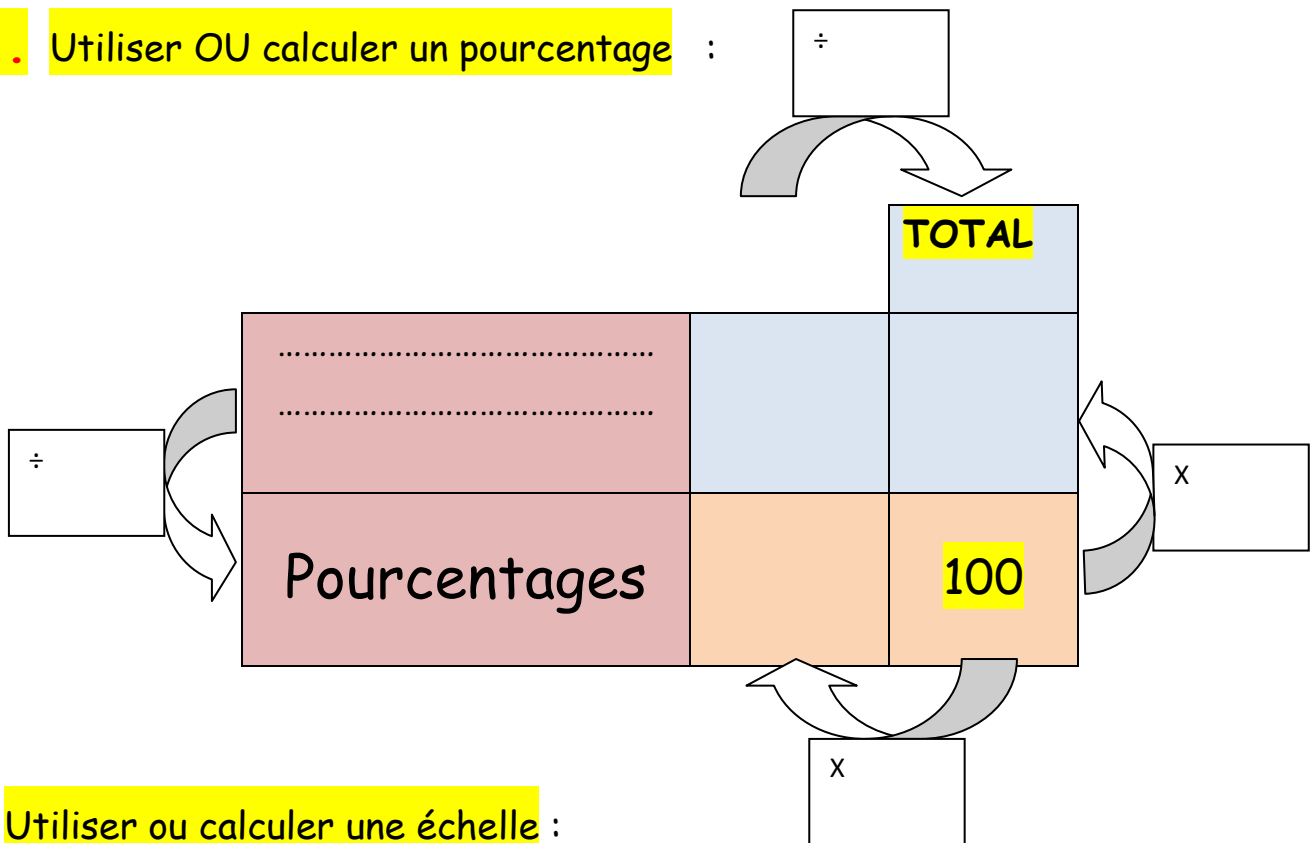 . Utiliser OU calculer un pourcentage :
÷
TOTAL
……………………………………
……………………………………
÷
X
Pourcentages
100
X
Utiliser ou calculer une échelle :